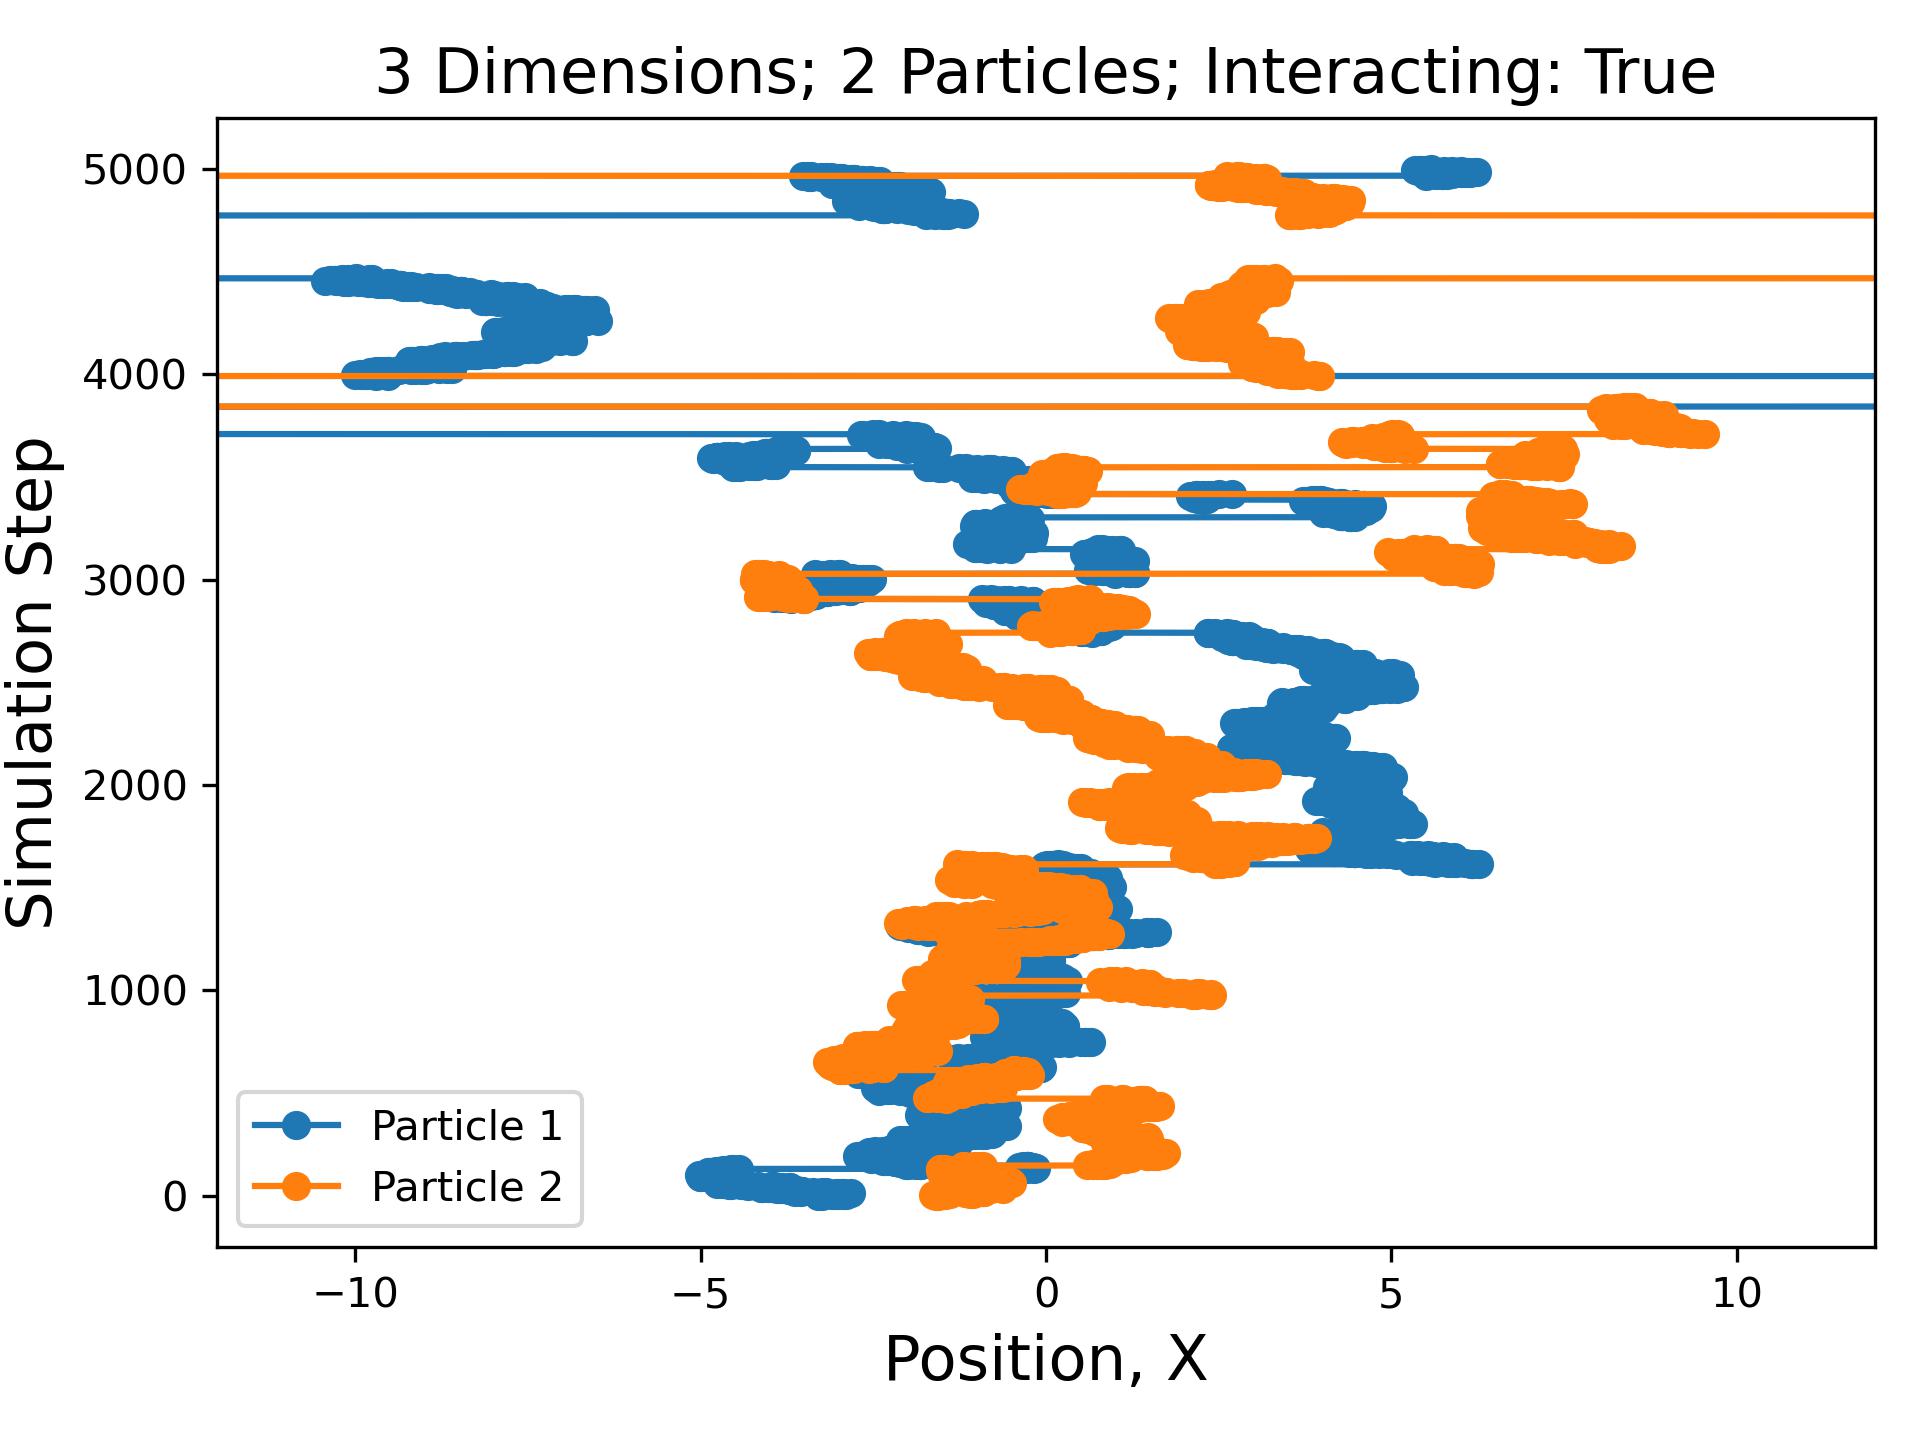 3 Dimensions; 2 Particles; Interacting: True
Simulation Step
5000
4000
3000
2000
1000
0
Particle 1
Particle 2
−10
−5
0
5
10
Position, X